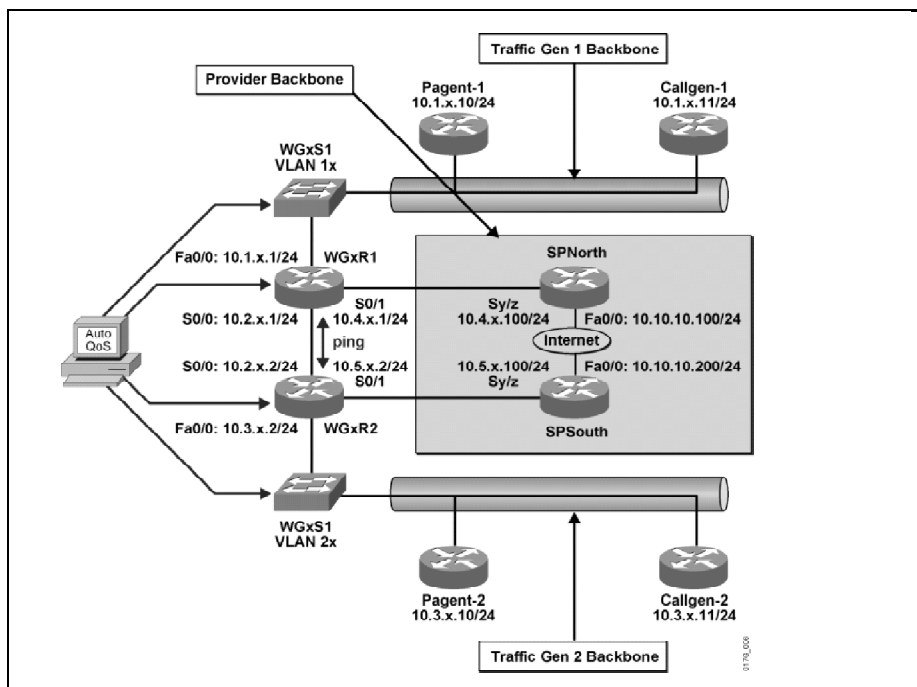 Traffic Gen 1 Backbone
Provider Backbone
Pagent-1
10.1.x.10/24
Callgen-1
10.1.x.11/24
WGxS1
VLAN 1x
SPNorth
Fa0/0: 10.1.x.1/24
WGxR1
S0/1
Sy/z
S0/0: 10.2.x.1/24
10.4.x.1/24
10.4.x.100/24
Fa0/0: 10.10.10.100/24
Auto
QoS
ping
Internet
S0/0: 10.2.x.2/24
10.5.x.2/24
10.5.x.100/24
Fa0/0: 10.10.10.200/24
S0/1
Sy/z
Fa0/0: 10.3.x.2/24
WGxR2
SPSouth
WGxS1
VLAN 2x
Pagent-2
10.3.x.10/24
Callgen-2
10.3.x.11/24
Traffic Gen 2 Backbone